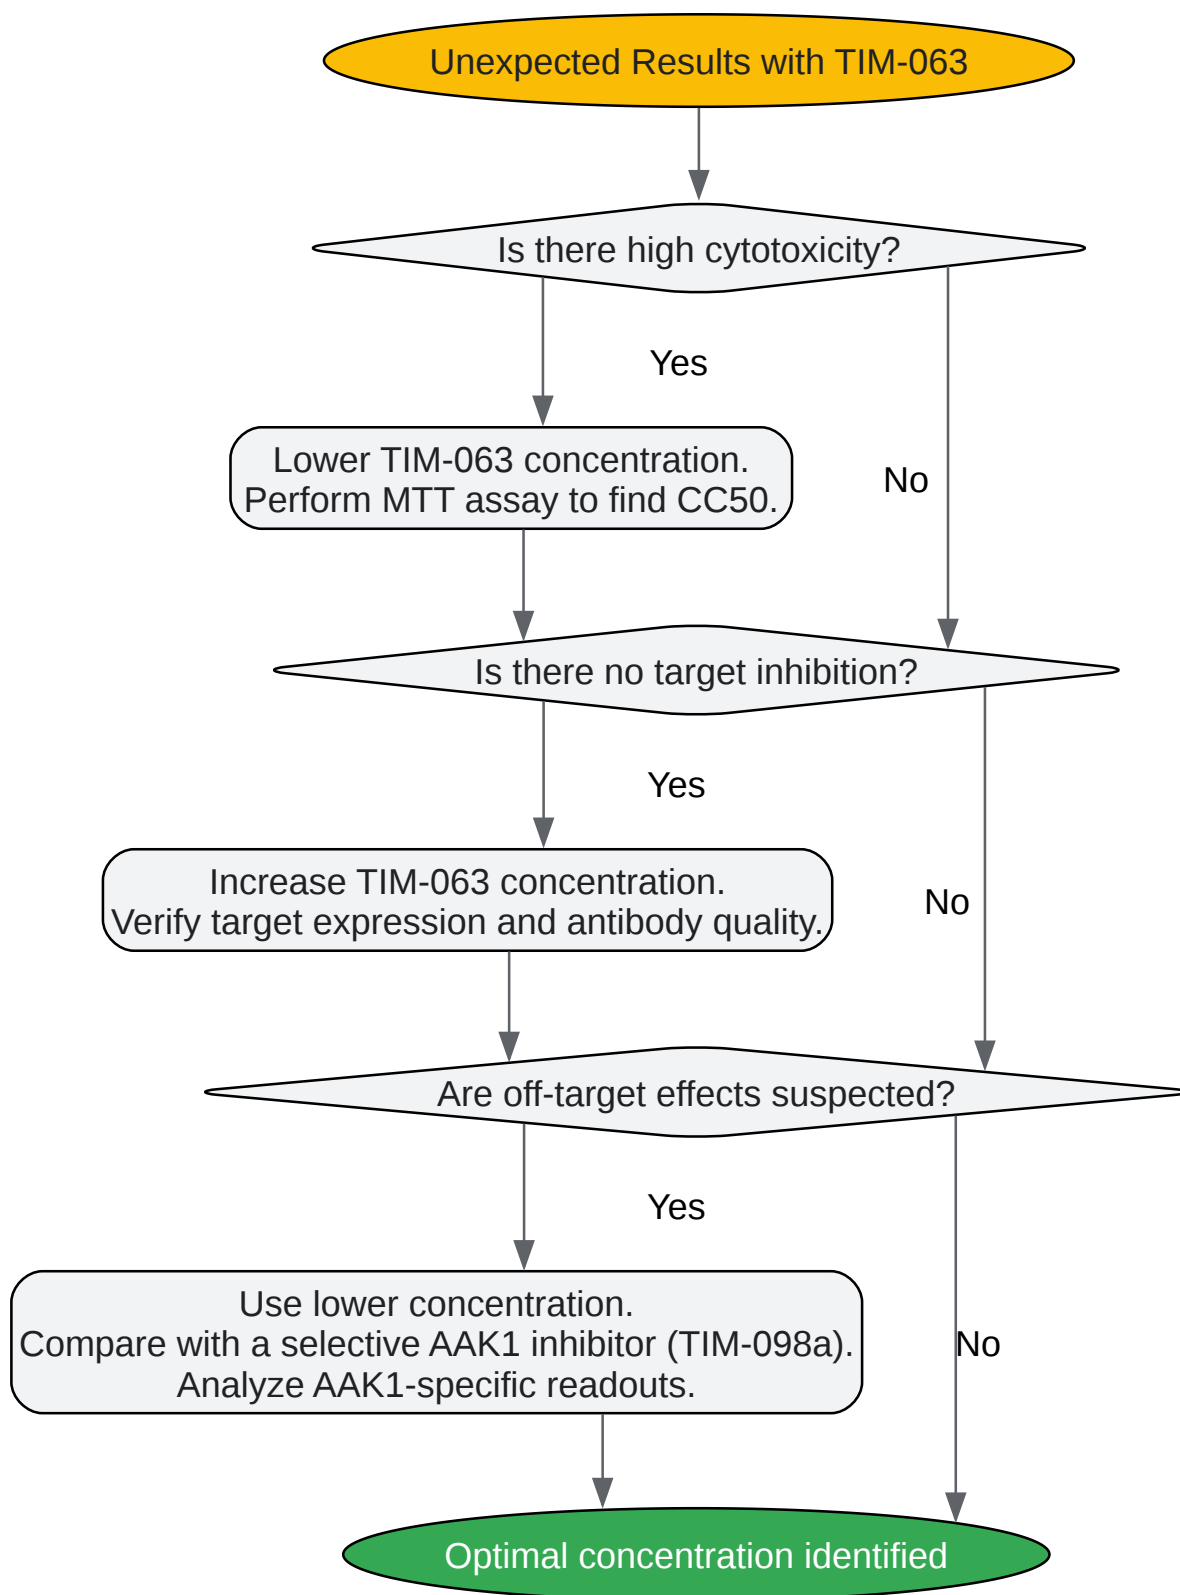 Unexpected Results with TIM-063
Is there high cytotoxicity?
Yes
Lower TIM-063 concentration.
Perform MTT assay to find CC50.
No
Is there no target inhibition?
Yes
Increase TIM-063 concentration.
Verify target expression and antibody quality.
No
Are off-target effects suspected?
Yes
Use lower concentration.
Compare with a selective AAK1 inhibitor (TIM-098a).
Analyze AAK1-specific readouts.
No
Optimal concentration identified